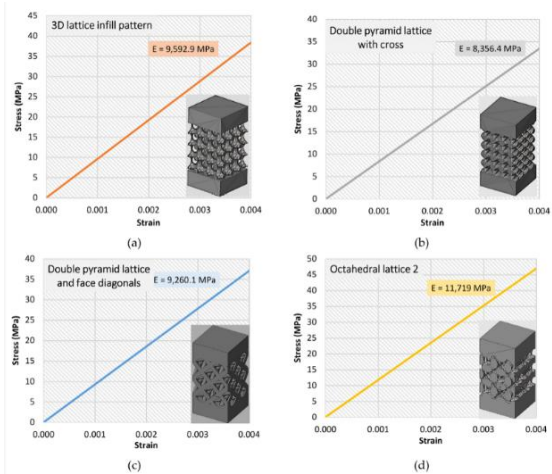 3D lattice infill pattern
E = 9,592.9 MPa
Stress (MPa)
45
40
35
30
25
20
15
10
5
0
0.000 0.001 0.002 0.003 0.004
Strain
(a)
Double pyramid lattice
with cross
E = 8,356.4 MPa
Stress (MPa)
40
35
30
25
20
15
10
5
0
0.000 0.001 0.002 0.003 0.004
Strain
(b)
Double pyramid lattice
and face diagonals
E = 9,260.1 MPa
Stress (MPa)
40
35
30
25
20
15
10
5
0
0.000 0.001 0.002 0.003 0.004
Strain
(c)
Octahedral lattice 2
E = 11,719 MPa
Stress (MPa)
50
45
40
35
30
25
20
15
10
5
0
0.000 0.001 0.002 0.003 0.004
Strain
(d)